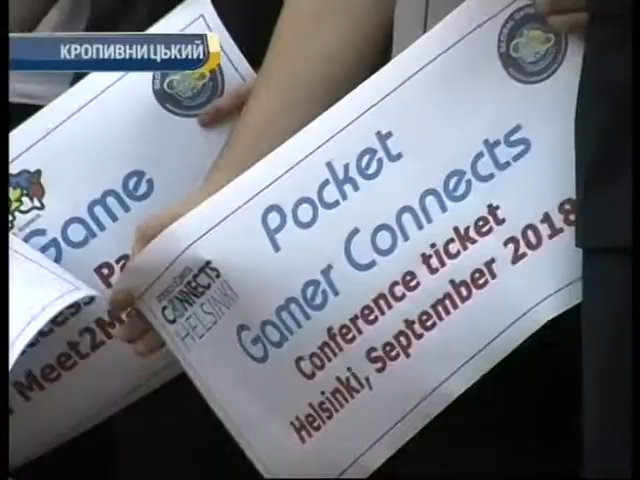 КРОПИВНИЦЬКИЙ
Pocket
Gamer Connects
Conference ticket
Helsinki, September 2018
CONNECTS
HELSINKI
Game
Meet2M